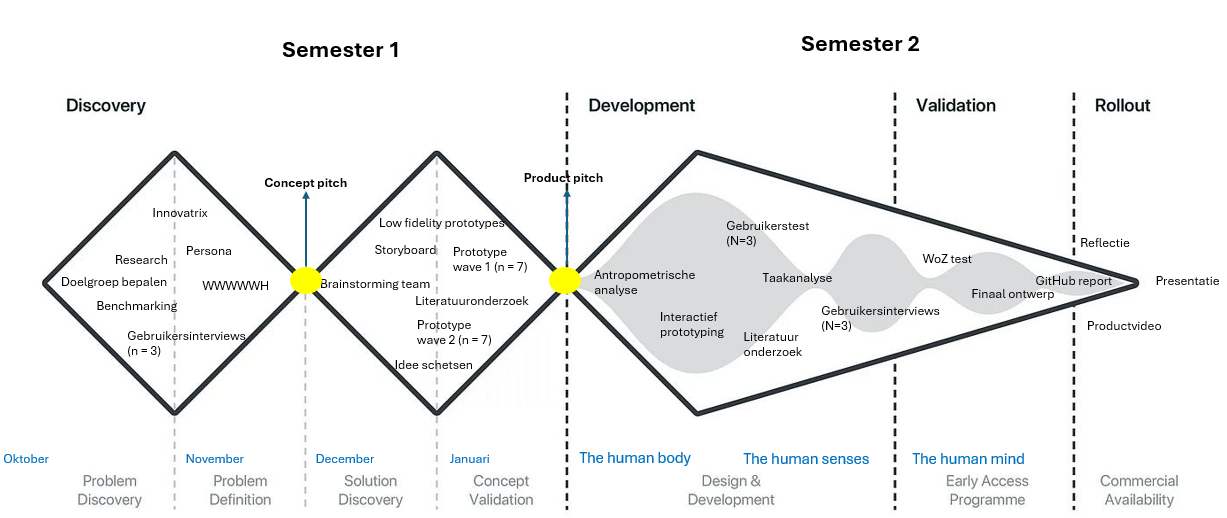 Semester 1
Semester 2
Discovery
Development
Validation
Rollout
Concept pitch
Product pitch
Innovatrix
Persona
Research
Doelgroep bepalen
WWWWWH
Benchmarking
Gebruikersinterviews
(n = 3)
Low fidelity prototypes
Storyboard
Prototype
wave 1 (n = 7)
Brainstorming team
Literatuuronderzoek
Prototype
wave 2 (n = 7)
Idee schetsen
Antropometrische
analyse
Gebruikerstest
(N=3)
Taakanalyse
Interactief
prototyping
Literatuur
onderzoek
Gebruikersinterviews
(N=3)
WoZ test
Finaal ontwerp
GitHub report
Reflectie
Presentatie
Productvideo
Oktober
November
December
Januari
The human body
The human senses
The human mind
Problem
Discovery
Problem
Definition
Solution
Discovery
Concept
Validation
Design &
Development
Early Access
Programme
Commercial
Availability